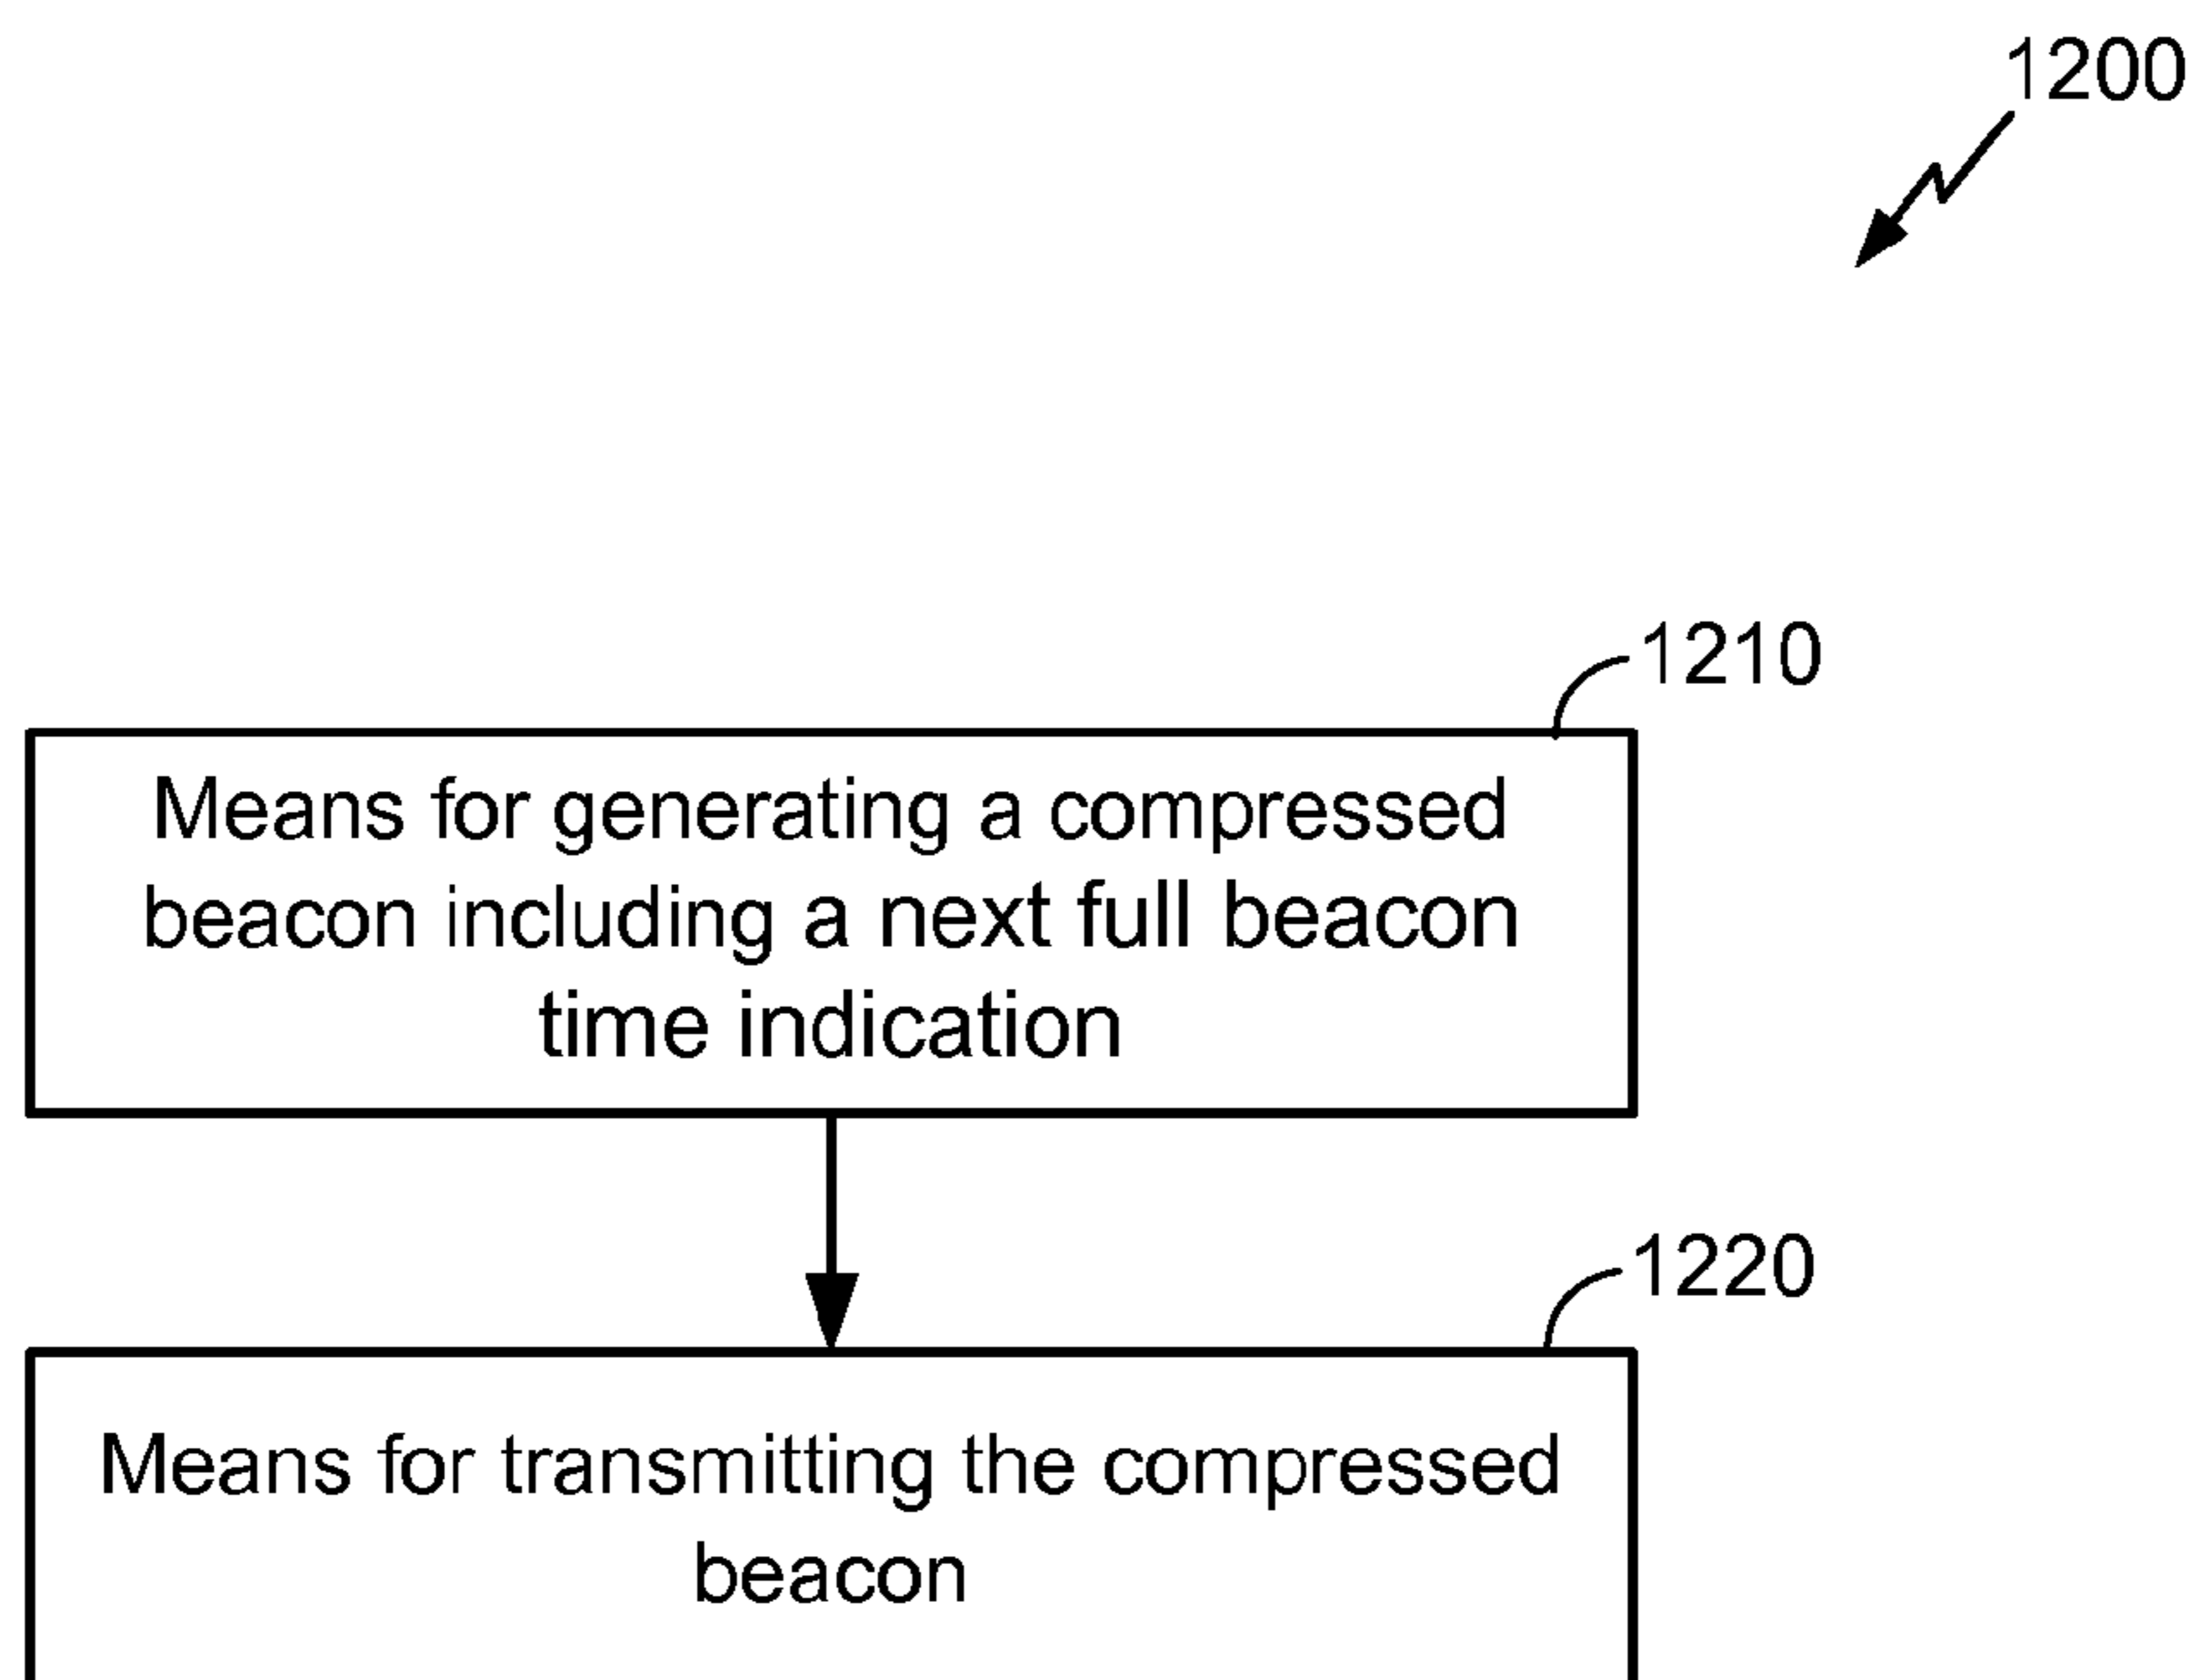 1200
1210
Means for generating a compressed
beacon including a next full beacon
time indication
1220
Means for transmitting the compressed
beacon